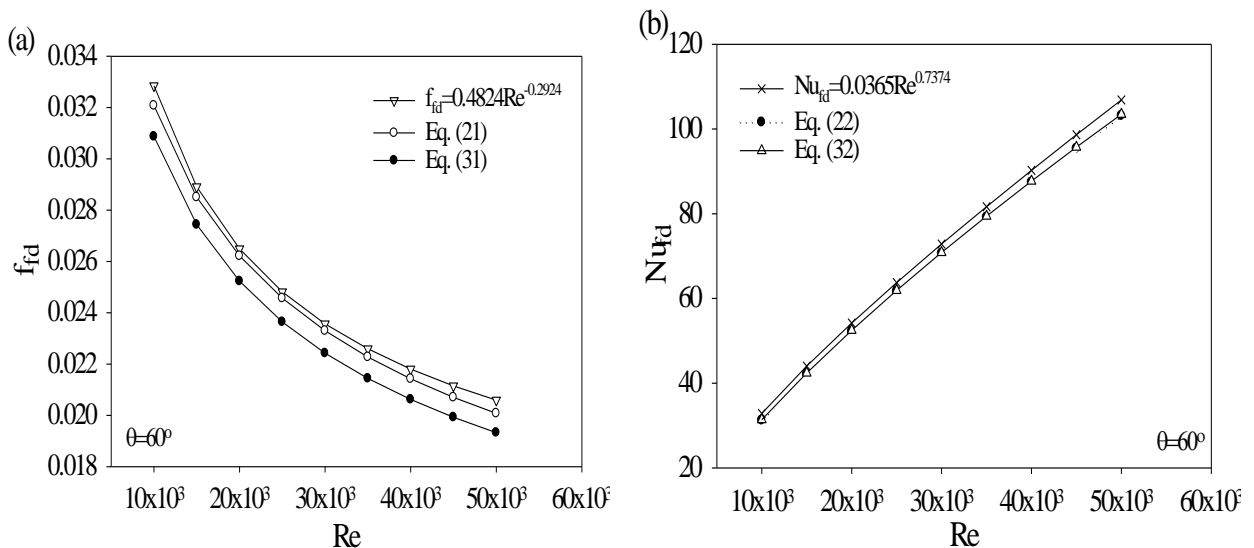 (a)
0.034
0.032
0.030
0.028
0.026
0.024
0.022
0.020
0.018
f_fd
f_fd=0.4824Re^-0.2924
Eq. (21)
Eq. (31)
θ=60º
10x10³ 20x10³ 30x10³ 40x10³ 50x10³ 60x10³
Re
(b)
120
100
80
60
40
20
Nu_fd
Nu_fd=0.0365Re^0.7374
Eq. (22)
Eq. (32)
θ=60º
10x10³ 20x10³ 30x10³ 40x10³ 50x10³ 60x10³
Re